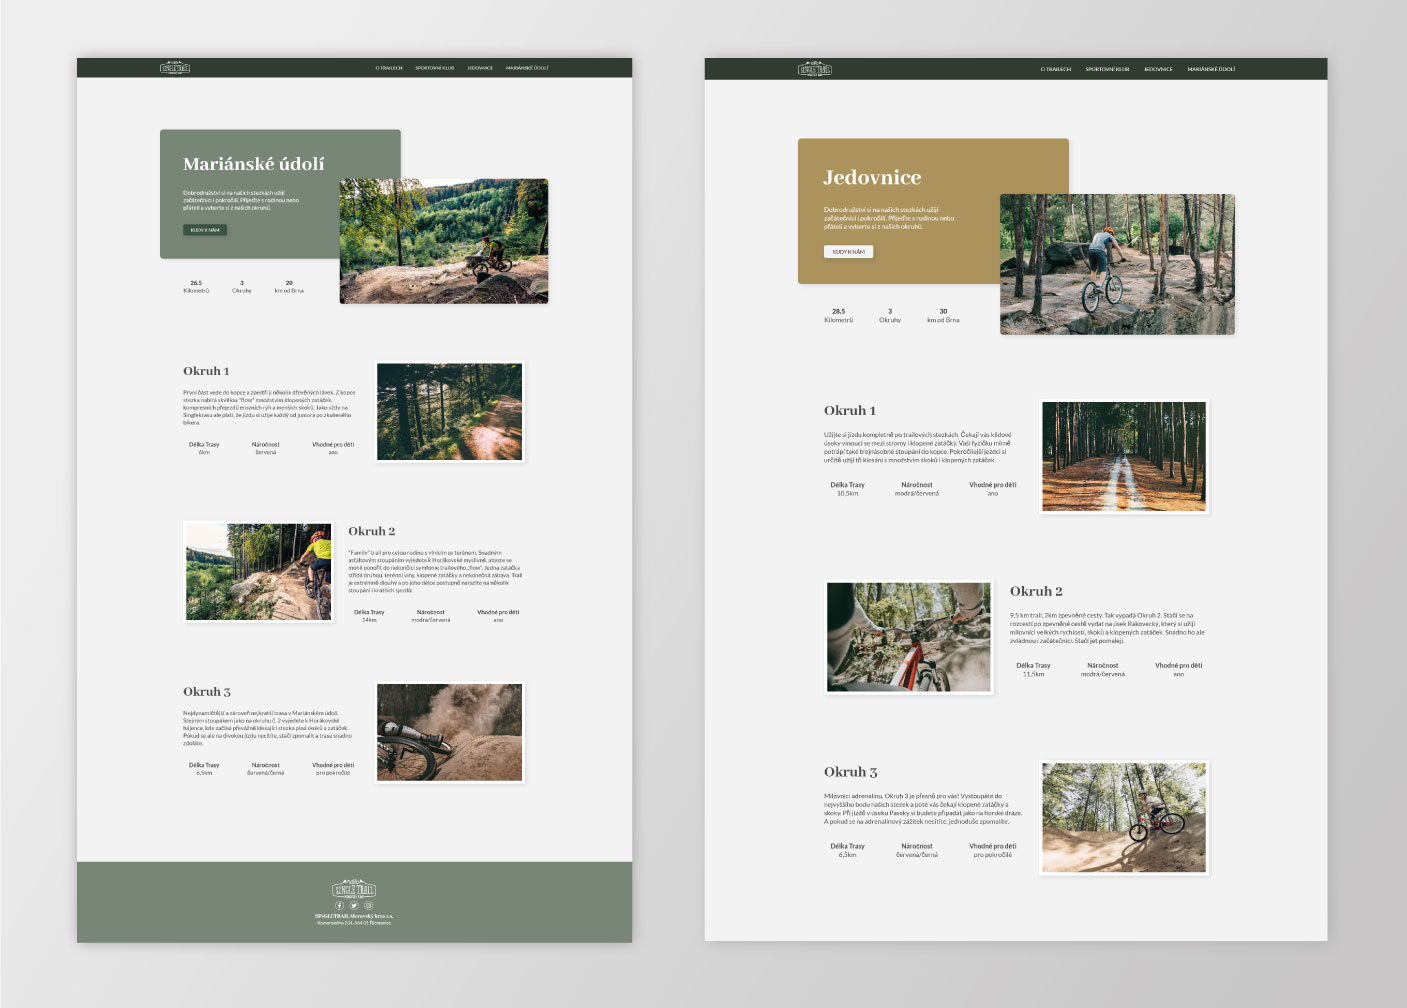 SINGLETRAIL
O TRAILECH SPORTOVNÍ KLUB JEDOVNICE MARIÁNSKÉ ÚDOLÍ
Mariánské údolí
Dobrodružství si na našich stezkách užijí
začátečníci i pokročilí. Přijeďte s rodinou nebo
přáteli a vyberte si z našich okruhů.
KUDY K NÁM
26.5 3 20
Kilometrů Okruhy km od Brna
Okruh 1
První část vede do kopce a zpestří ji několik dřevěných lávek. Z kopce
stezka nabírá skvělou "flow" množstvím klopených zatáček,
kompresních přejezdů erozních rýh a menších skoků. Jako vždy na
Singletrasu ale platí, že jízdu si užije každý od juniora po zkušeného
bikera.
Délka Trasy Náročnost Vhodné pro děti
6km červená ano
Okruh 2
"Family" trail pro celou rodinu s vlnícím se terénem. Snadným
asfaltovým stoupáním vyjedete k Horákovské myslivně, abyste se
mohli ponořit do nekončící symfonie trailového „flow". Jedna zatáčka
střídá druhou, terénní vlny, klopené zatáčky a nekonečná zábava. Trail
je extrémně dlouhý a po jeho délce postupně narazíte na několik
stoupání i kratších sjezdů.
Délka Trasy Náročnost Vhodné pro děti
14km modrá/červená ano
Okruh 3
Nejdynamičtější a zároveň nejkratší trasa v Mariánském údolí.
Stejným stoupákem jako na okruhu č. 2 vyjedete k Horákovské
hájence, kde začíná převážně klesající stezka plná skoků a zatáček.
Pokud se ale na divokou jízdu necítíte, stačí zpomalit a trasu snadno
zdoláte.
Délka Trasy Náročnost Vhodné pro děti
6,5km červená/černá pro pokročilé
SINGLETRAIL
SINGLETRAIL Moravský kras z.s.
234, 664 01 Řícmanice
SINGLETRAIL
O TRAILECH SPORTOVNÍ KLUB JEDOVNICE MARIÁNSKÉ ÚDOLÍ
Jedovnice
Dobrodružství si na našich stezkách užijí
začátečníci i pokročilí. Přijeďte s rodinou nebo
přáteli a vyberte si z našich okruhů.
KUDY K NÁM
28.5 3 30
Kilometrů Okruhy km od Brna
Okruh 1
Užijte si jízdu kompletně po trailových stezkách. Čekají vás klidové
úseky vinoucí se mezi stromy i klopené zatáčky. Vaši fyzičku mírně
potrápí také trojnásobné stoupání do kopce. Pokročilejší jezdci si
určitě užijí tři klesání s množstvím skoků i klopených zatáček.
Délka Trasy Náročnost Vhodné pro děti
10,5km modrá/červená ano
Okruh 2
9,5 km trail, 2km zpevněné cesty. Tak vypadá Okruh 2. Stačí se na
rozcestí po zpevněné cestě vydat na úsek Rakovecký, který si užijí
milovníci velkých rychlostí, skoků a klopených zatáček. Snadno ho ale
zvládnou i začátečníci. Stačí jet pomaleji.
Délka Trasy Náročnost Vhodné pro děti
11,5km modrá/červená ano
Okruh 3
Milovníci adrenalinu, Okruh 3 je přesně pro vás! Vystoupáte do
nejvyššího bodu našich stezek a poté vás čekají klopené zatáčky a
skoky. Při jízdě v úseku Paseky si budete připadat jako na horské dráze.
A pokud se na adrenalinový zážitek necítíte, jednoduše zpomalíte.
Délka Trasy Náročnost Vhodné pro děti
6,5km červená/černá pro pokročilé